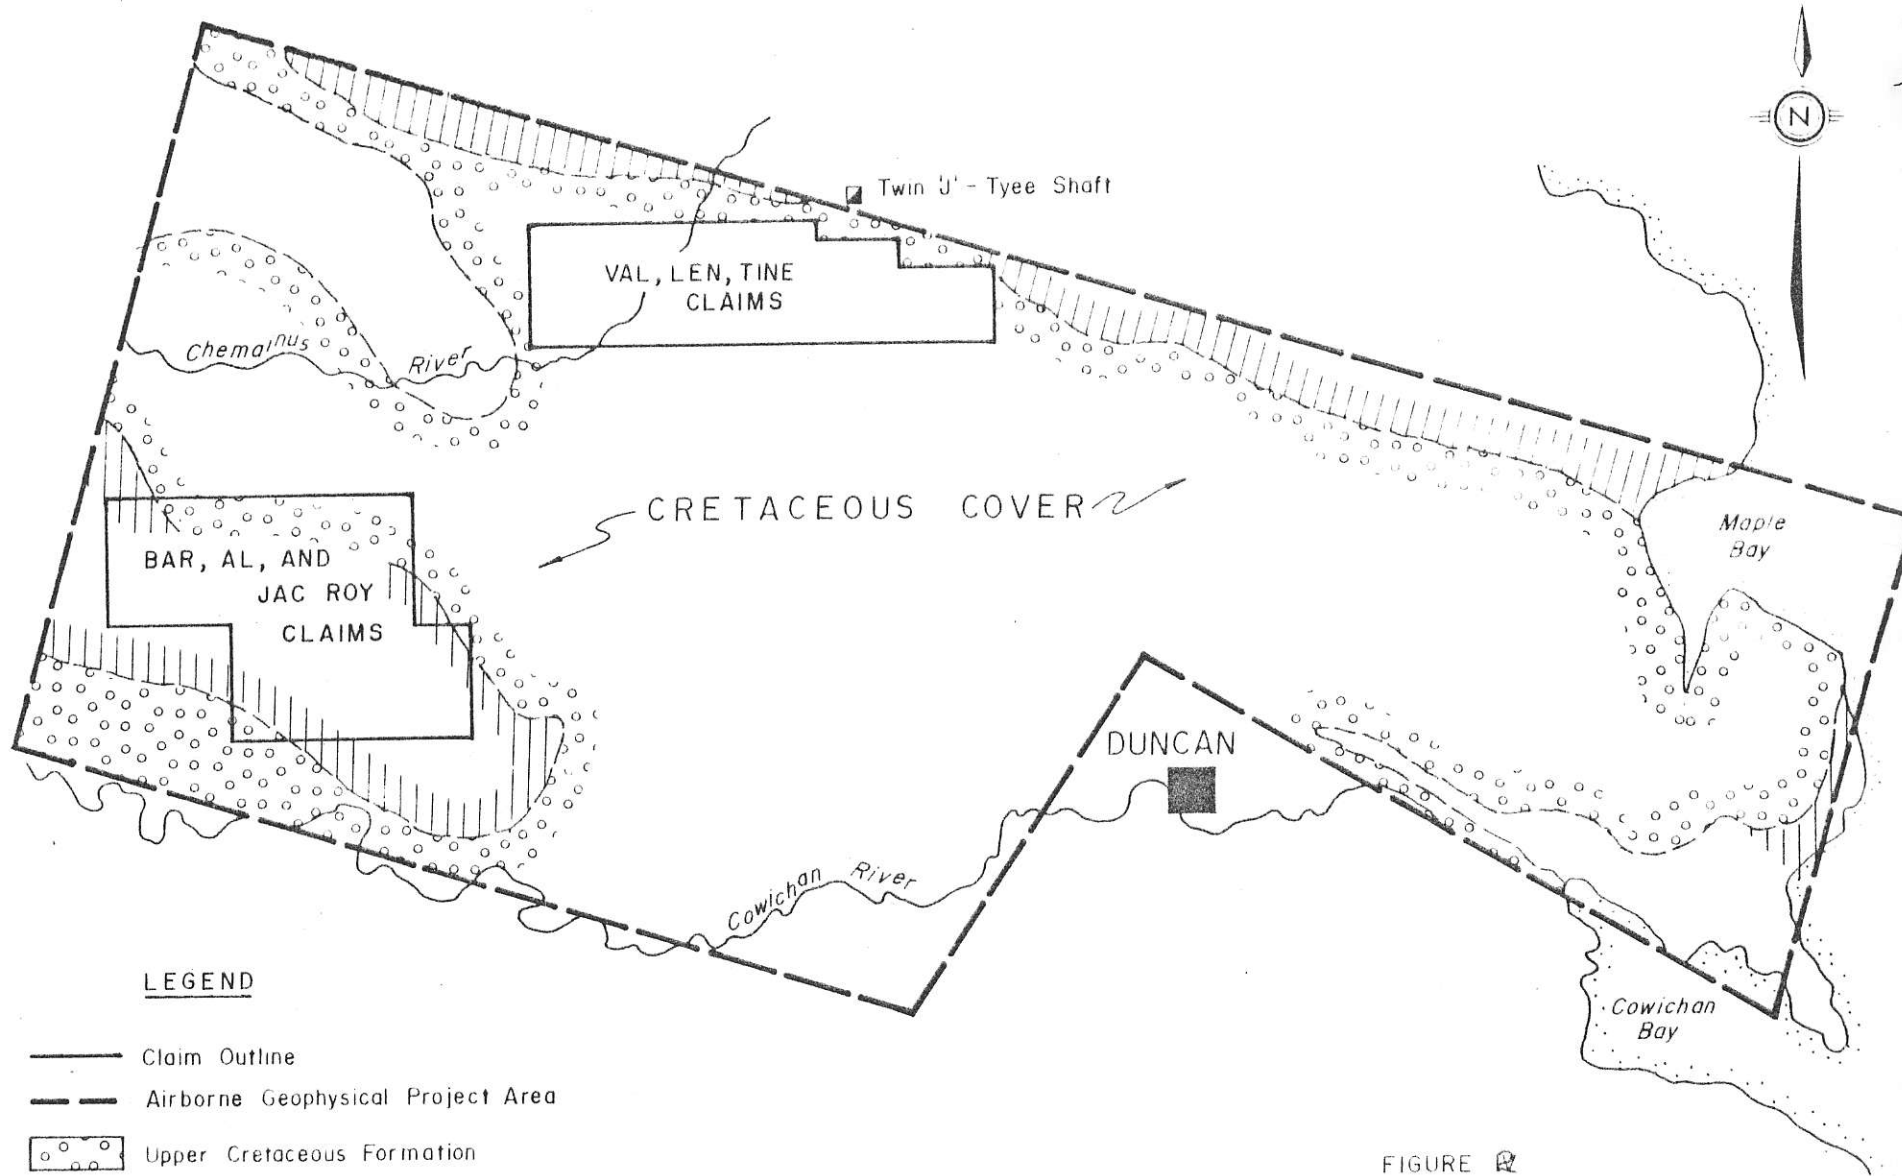 N
Twin 'J' - Tyee Shaft
VAL, LEN, TINE
CLAIMS
Chemainus River
CRETACEOUS COVER
Maple
Bay
BAR, AL, AND
JAC ROY
CLAIMS
DUNCAN
Cowichan River
Cowichan
Bay
LEGEND
Claim Outline
Airborne Geophysical Project Area
Upper Cretaceous Formation
FIGURE